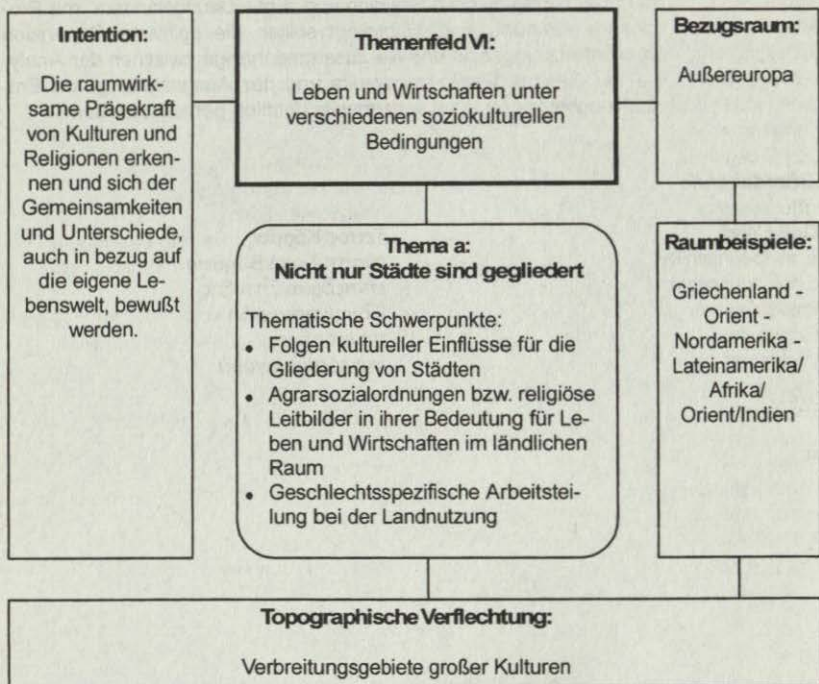 Intention:
Die raumwirk-
same Prägekraft
von Kulturen und
Religionen erken-
nen und sich der
Gemeinsamkeiten
und Unterschiede,
auch in bezug auf
die eigene Le-
benswelt, bewußt
werden.
Themenfeld VI:
Leben und Wirtschaften unter
verschiedenen soziokulturellen
Bedingungen
Bezugsraum:
Außereuropa
Thema a:
Nicht nur Städte sind gegliedert
Thematische Schwerpunkte:
• Folgen kultureller Einflüsse für die
Gliederung von Städten
• Agrarsozialordnungen bzw. religiöse
Leitbilder in ihrer Bedeutung für Le-
ben und Wirtschaften im ländlichen
Raum
• Geschlechtsspezifische Arbeitstei-
lung bei der Landnutzung
Raumbeispiele:
Griechenland -
Orient -
Nordamerika -
Lateinamerika/
Afrika/
Orient/Indien
Topographische Verflechtung:
Verbreitungsgebiete großer Kulturen